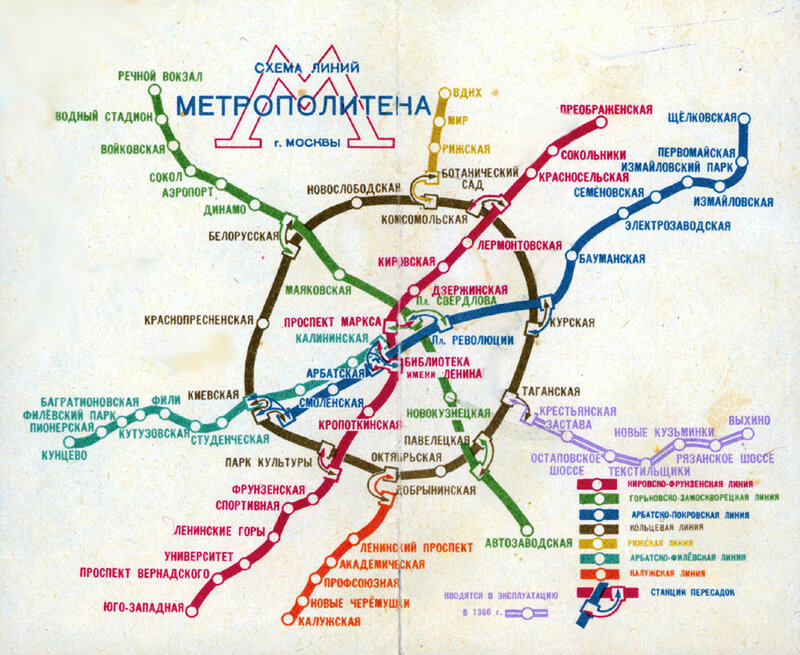 СХЕМА ЛИНИЙ
МЕТРОПОЛИТЕНА
г. МОСКВЫ
РЕЧНОЙ ВОКЗАЛ
ВОДНЫЙ СТАДИОН
ВОЙКОВСКАЯ
СОКОЛ
АЭРОПОРТ
ДИНАМО
БЕЛОРУССКАЯ
МАЯКОВСКАЯ
НОВОСЛОБОДСКАЯ
КРАСНОПРЕСНЕНСКАЯ
ВДНХ
МИР
РИЖСКАЯ
БОТАНИЧЕСКИЙ
САД
КОМСОМОЛЬСКАЯ
ПРЕОБРАЖЕНСКАЯ
СОКОЛЬНИКИ
КРАСНОСЕЛЬСКАЯ
ЛЕРМОНТОВСКАЯ
КИРОВСКАЯ
ДЗЕРЖИНСКАЯ
Пл. СВЕРДЛОВА
ПРОСПЕКТ МАРКСА
КАЛИНИНСКАЯ
Пл. РЕВОЛЮЦИИ
АРБАТСКАЯ
БИБЛИОТЕКА
ИМЕНИ ЛЕНИНА
СМОЛЕНСКАЯ
КРОПОТКИНСКАЯ
ЩЁЛКОВСКАЯ
ПЕРВОМАЙСКАЯ
ИЗМАЙЛОВСКИЙ ПАРК
ИЗМАЙЛОВСКАЯ
СЕМЁНОВСКАЯ
ЭЛЕКТРОЗАВОДСКАЯ
БАУМАНСКАЯ
КУРСКАЯ
ТАГАНСКАЯ
КРЕСТЬЯНСКАЯ
ЗАСТАВА
ОСТАПОВСКОЕ
ШОССЕ
ТЕКСТИЛЬЩИКИ
НОВЫЕ КУЗЬМИНКИ
РЯЗАНСКОЕ ШОССЕ
ВЫХИНО
КИЕВСКАЯ
БАГРАТИОНОВСКАЯ
ФИЛИ
ФИЛЁВСКИЙ ПАРК
ПИОНЕРСКАЯ
КУТУЗОВСКАЯ
СТУДЕНЧЕСКАЯ
КУНЦЕВО
НОВОКУЗНЕЦКАЯ
ПАВЕЛЕЦКАЯ
ОКТЯБРЬСКАЯ
ДОБРЫНИНСКАЯ
ПАРК КУЛЬТУРЫ
ФРУНЗЕНСКАЯ
СПОРТИВНАЯ
ЛЕНИНСКИЕ ГОРЫ
УНИВЕРСИТЕТ
ПРОСПЕКТ ВЕРНАДСКОГО
ЮГО-ЗАПАДНАЯ
АВТОЗАВОДСКАЯ
ЛЕНИНСКИЙ ПРОСПЕКТ
АКАДЕМИЧЕСКАЯ
ПРОФСОЮЗНАЯ
НОВЫЕ ЧЕРЁМУШКИ
КАЛУЖСКАЯ
КИРОВСКО-ФРУНЗЕНСКАЯ ЛИНИЯ
ГОРЬКОВСКО-ЗАМОСКВОРЕЦКАЯ ЛИНИЯ
АРБАТСКО-ПОКРОВСКАЯ ЛИНИЯ
КОЛЬЦЕВАЯ ЛИНИЯ
РИЖСКАЯ ЛИНИЯ
АРБАТСКО-ФИЛЁВСКАЯ ЛИНИЯ
КАЛУЖСКАЯ ЛИНИЯ
СТАНЦИИ ПЕРЕСАДОК
ВВОДЯТСЯ В ЭКСПЛУАТАЦИЮ
В 1966 г.